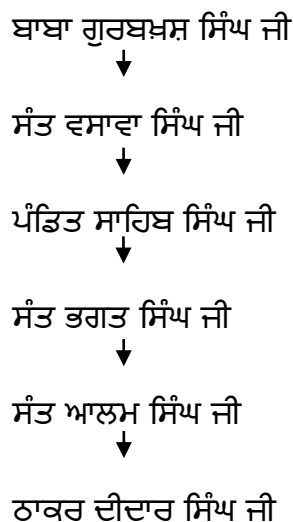 ਬਾਬਾ ਗੁਰਬਖ਼ਸ਼ ਸਿੰਘ ਜੀ
ਸੰਤ ਵਸਾਵਾ ਸਿੰਘ ਜੀ
ਪੰਡਿਤ ਸਾਹਿਬ ਸਿੰਘ ਜੀ
ਸੰਤ ਭਗਤ ਸਿੰਘ ਜੀ
ਸੰਤ ਆਲਮ ਸਿੰਘ ਜੀ
ਠਾਕਰ ਦੀਦਾਰ ਸਿੰਘ ਜੀ